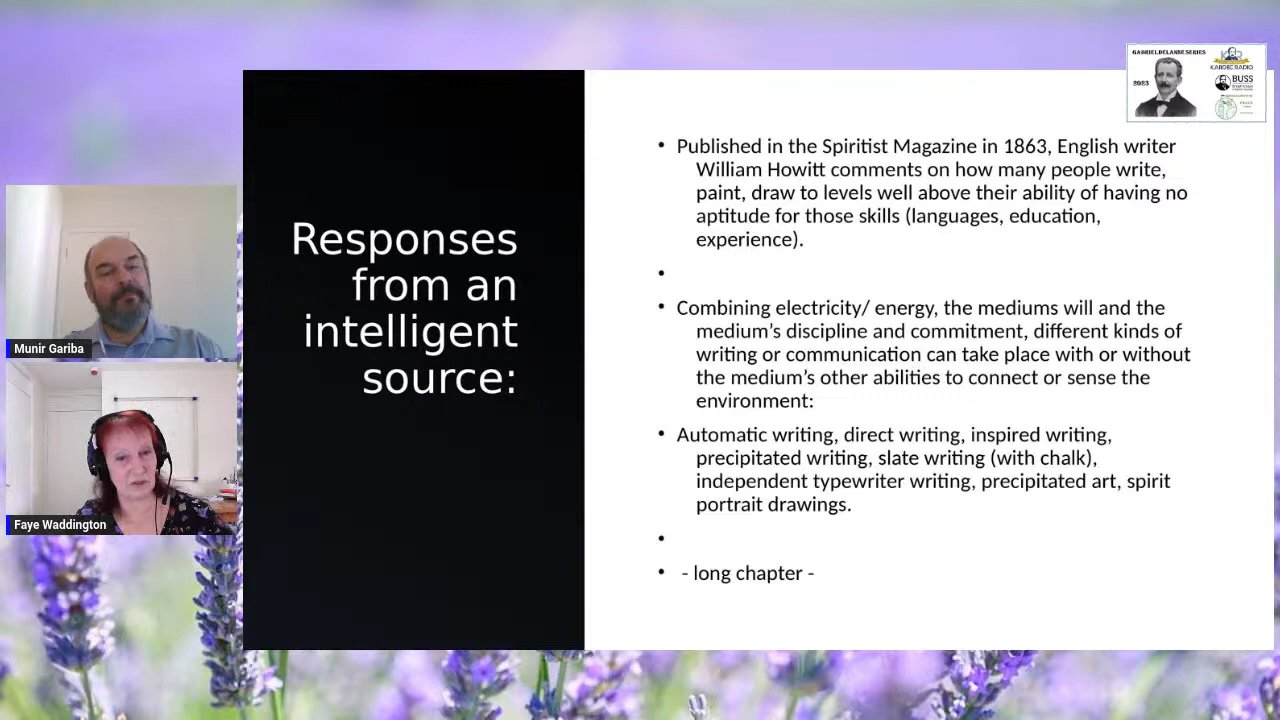 GABRIEL DELANNE SERIES
2023
KARDEC RADIO
BUSS
Responses
from an
intelligent
source:
• Published in the Spiritist Magazine in 1863, English writer
William Howitt comments on how many people write,
paint, draw to levels well above their ability of having no
aptitude for those skills (languages, education,
experience).
•
• Combining electricity/ energy, the mediums will and the
medium’s discipline and commitment, different kinds of
writing or communication can take place with or without
the medium’s other abilities to connect or sense the
environment:
• Automatic writing, direct writing, inspired writing,
precipitated writing, slate writing (with chalk),
independent typewriter writing, precipitated art, spirit
portrait drawings.
•
• - long chapter -
Munir Gariba
Faye Waddington